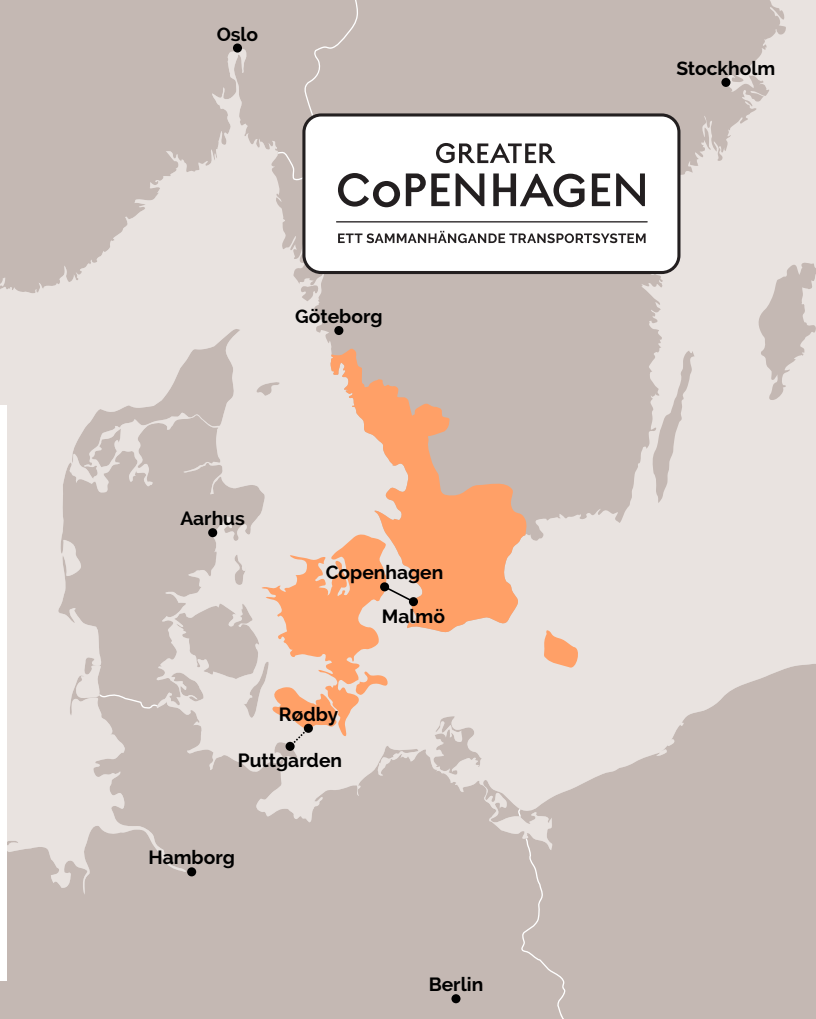 Oslo
Stockholm
GREATER
CoPENHAGEN
ETT SAMMANHÄNGANDE TRANSPORTSYSTEM
Göteborg
Aarhus
Copenhagen
Malmö
Rødby
Puttgarden
Hamborg
Berlin